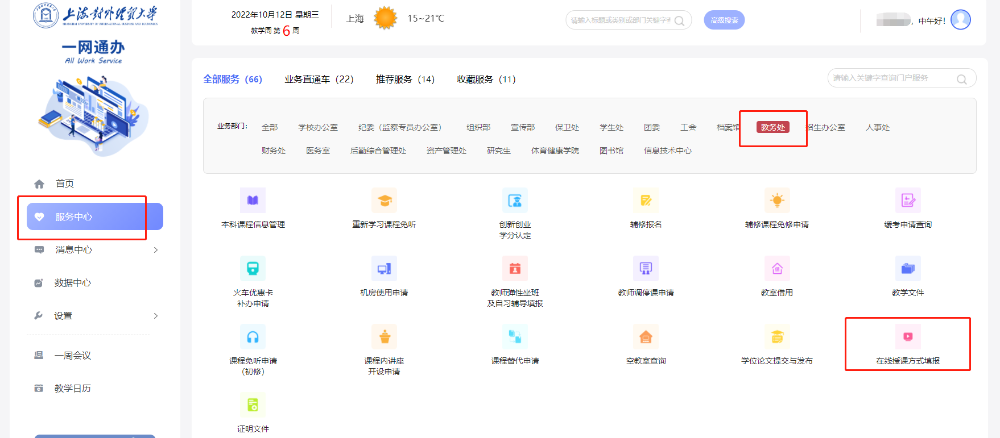 上海对外经贸大学
SHANGHAI UNIVERSITY OF INTERNATIONAL BUSINESS AND ECONOMICS
一网通办
All Work Service
首页
服务中心
消息中心
数据中心
设置
一周会议
教学日历
2022年10月12日 星期三
教学周 第 6 周
上海
15~21℃
请输入标题或类别或部门关键字
高级搜索
，中午好！
全部服务（66）
业务直通车（22）
推荐服务（14）
收藏服务（11）
请输入关键字查询门户服务
业务部门：
全部 学校办公室 纪委（监察专员办公室） 组织部 宣传部 保卫处 学生处 团委 工会 档案馆 教务处 招生办公室 人事处
财务处 医务室 后勤综合管理处 资产管理处 研究生 体育健康学院 图书馆 信息技术中心
本科课程信息管理
重新学习课程免听
创新创业
学分认定
辅修报名
辅修课程免修申请
缓考申请查询
火车优惠卡
补办申请
机房使用申请
教师弹性坐班
及自习辅导填报
教师调停课申请
教室借用
教学文件
课程免听申请
（初修）
课程内讲座
开设申请
课程替代申请
空教室查询
学位论文提交与发布
在线授课方式填报
证明文件